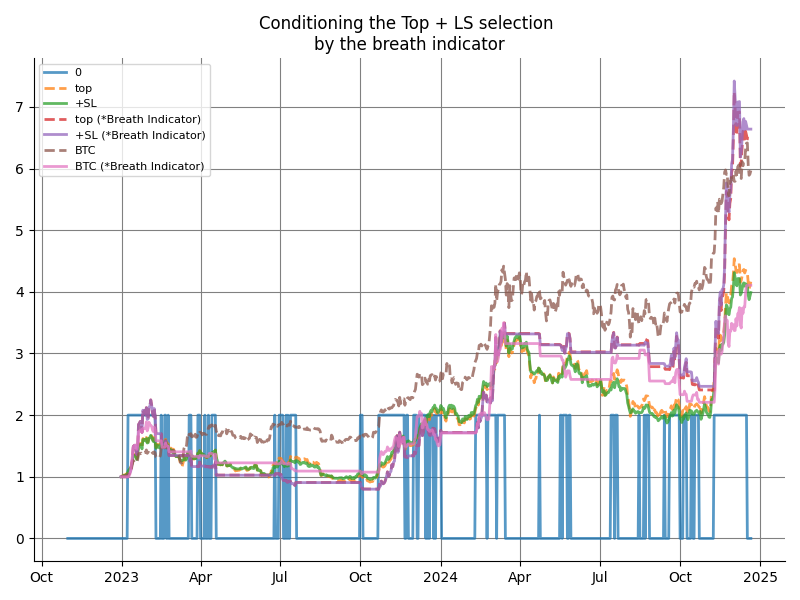 Conditioning the Top + LS selection
by the breath indicator
0
top
+SL
top (*Breath Indicator)
+SL (*Breath Indicator)
BTC
BTC (*Breath Indicator)
7
6
5
4
3
2
1
0
Oct
2023
Apr
Jul
Oct
2024
Apr
Jul
Oct
2025